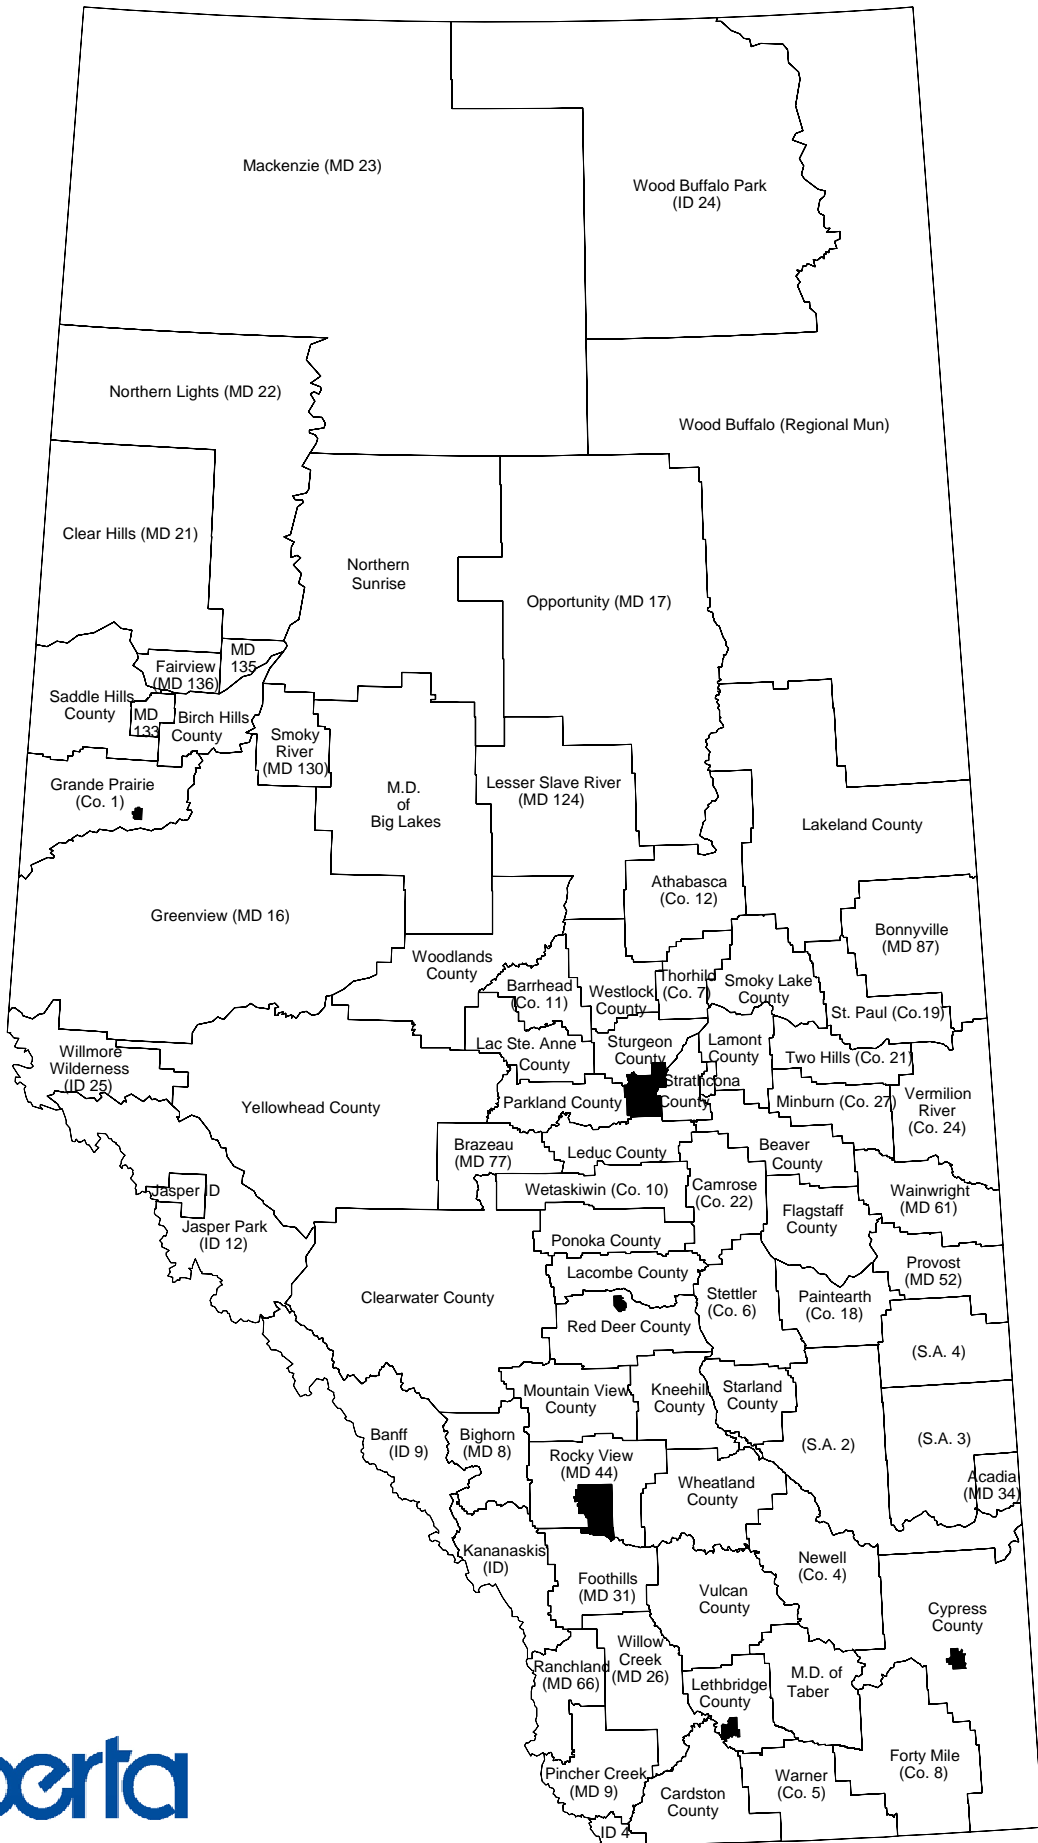 Mackenzie (MD 23)
Wood Buffalo Park
(ID 24)
Northern Lights (MD 22)
Wood Buffalo (Regional Mun)
Clear Hills (MD 21)
Northern
Sunrise
Opportunity (MD 17)
MD
135
Fairview
(MD 136)
Saddle Hills
County
MD
133
Birch Hills
County
Smoky
River
(MD 130)
Grande Prairie
(Co. 1)
M.D.
of
Big Lakes
Lesser Slave River
(MD 124)
Lakeland County
Athabasca
(Co. 12)
Greenview (MD 16)
Bonnyville
(MD 87)
Woodlands
County
Barrhead
(Co. 11)
Westlock
County
Thorhild
(Co. 7)
Smoky Lake
County
St. Paul (Co.19)
Willmore
Wilderness
(ID 25)
Lac Ste. Anne
County
Sturgeon
County
Lamont
County
Two Hills (Co. 21)
Yellowhead County
Parkland County
Strathcona
County
Minburn (Co. 27)
Vermilion
River
(Co. 24)
Brazeau
(MD 77)
Leduc County
Beaver
County
Jasper ID
Wetaskiwin (Co. 10)
Camrose
(Co. 22)
Wainwright
(MD 61)
Jasper Park
(ID 12)
Flagstaff
County
Ponoka County
Provost
(MD 52)
Lacombe County
Clearwater County
Stettler
(Co. 6)
Paintearth
(Co. 18)
Red Deer County
(S.A. 4)
Mountain View
County
Kneehill
County
Starland
County
Banff
(ID 9)
Bighorn
(MD 8)
(S.A. 2)
(S.A. 3)
Rocky View
(MD 44)
Wheatland
County
Acadia
(MD 34)
Kananaskis
(ID)
Foothills
(MD 31)
Vulcan
County
Newell
(Co. 4)
Cypress
County
Ranchland
(MD 66)
Willow
Creek
(MD 26)
Lethbridge
County
M.D. of
Taber
Pincher Creek
(MD 9)
Cardston
County
Warner
(Co. 5)
Forty Mile
(Co. 8)
ID 4
berta